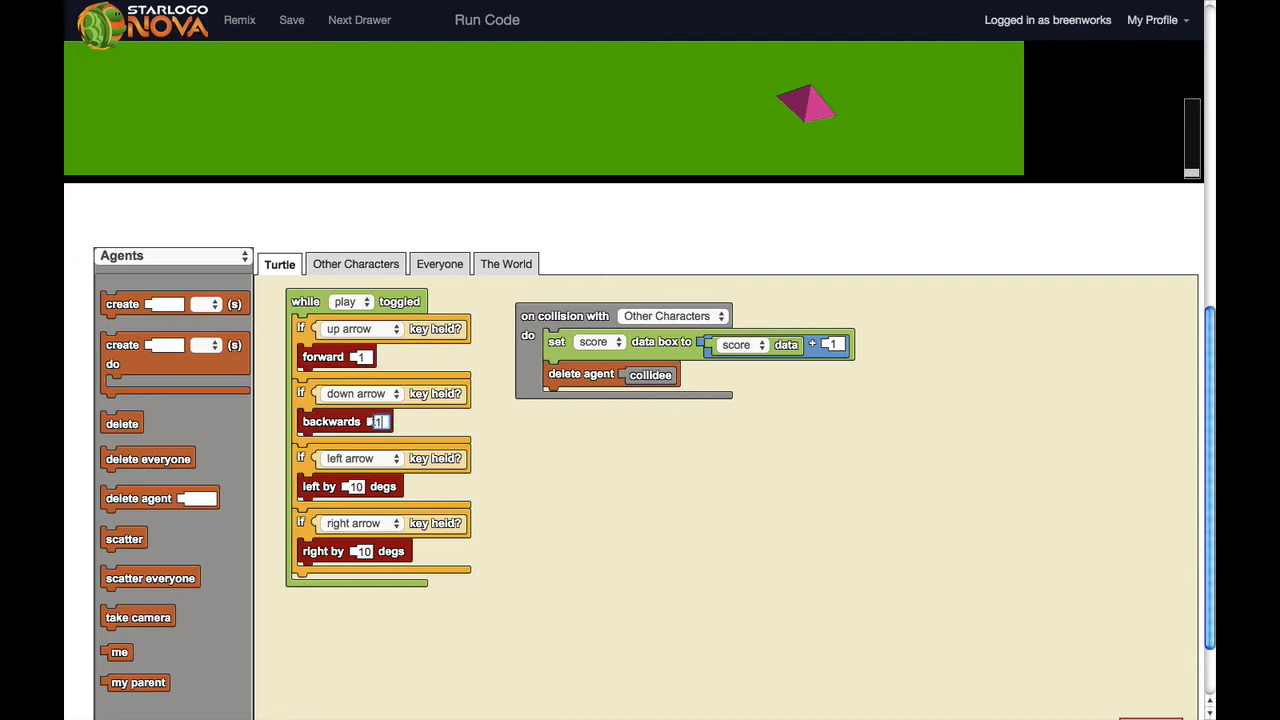 STARLOGO NOVA Remix Save Next Drawer Run Code Logged in as breenworks My Profile
Agents
Turtle Other Characters Everyone The World
create (s)
create (s)
do
delete
delete everyone
delete agent
scatter
scatter everyone
take camera
me
my parent
while play toggled
if up arrow key held?
forward 1
if down arrow key held?
backwards 1
if left arrow key held?
left by 10 degs
if right arrow key held?
right by 10 degs
on collision with Other Characters
do set score data box to score data + 1
delete agent collidee